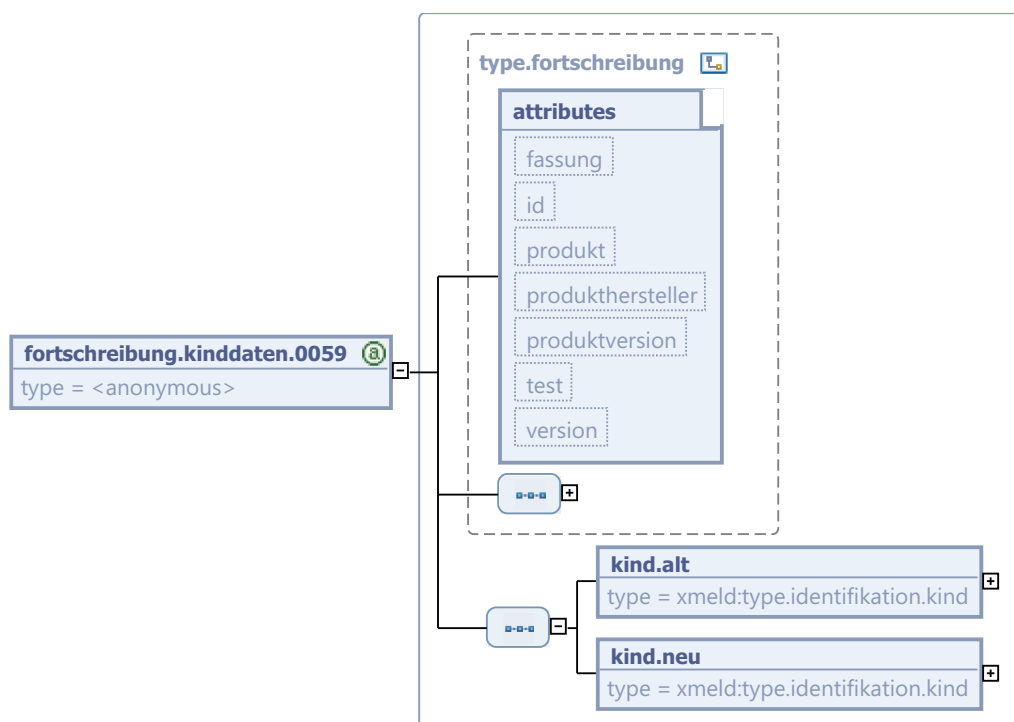 type.fortschreibung
attributes
fassung
id
produkt
produkthersteller
produktversion
test
version
fortschreibung.kinddaten.0059
type = <anonymous>
kind.alt
type = xmeld:type.identifikation.kind
kind.neu
type = xmeld:type.identifikation.kind